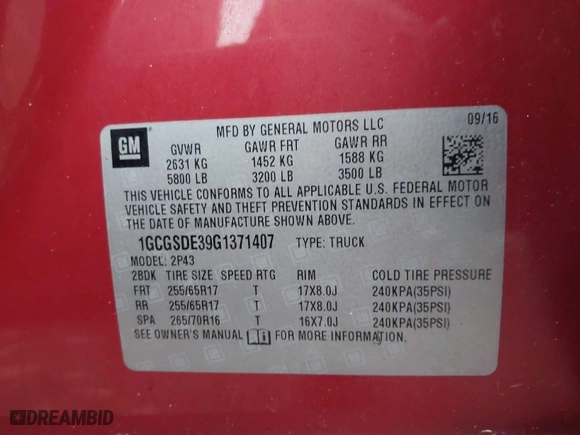 MFD BY GENERAL MOTORS LLC 09/16
GM
GVWR GAWR FRT GAWR RR
2631 KG 1452 KG 1588 KG
5800 LB 3200 LB 3500 LB
THIS VEHICLE CONFORMS TO ALL APPLICABLE U.S. FEDERAL MOTOR
VEHICLE SAFETY AND THEFT PREVENTION STANDARDS IN EFFECT ON
THE DATE OF MANUFACTURE SHOWN ABOVE.
1GCGSDE39G1371407 TYPE: TRUCK
MODEL: 2P43
2BDK TIRE SIZE SPEED RTG RIM COLD TIRE PRESSURE
FRT 255/65R17 T 17X8.0J 240KPA(35PSI)
RR 255/65R17 T 17X8.0J 240KPA(35PSI)
SPA 265/70R16 T 16X7.0J 240KPA(35PSI)
SEE OWNER'S MANUAL FOR MORE INFORMATION.
DREAMBID